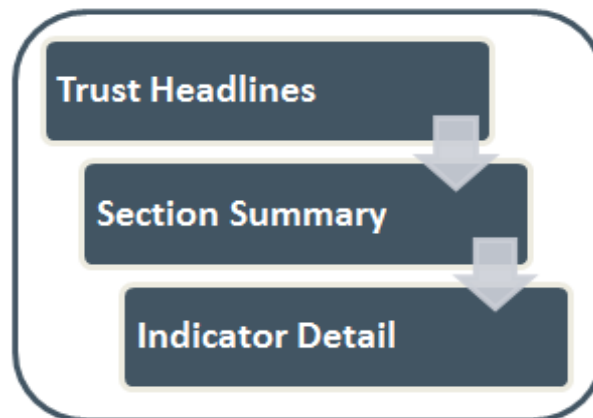 Trust Headlines
Section Summary
Indicator Detail